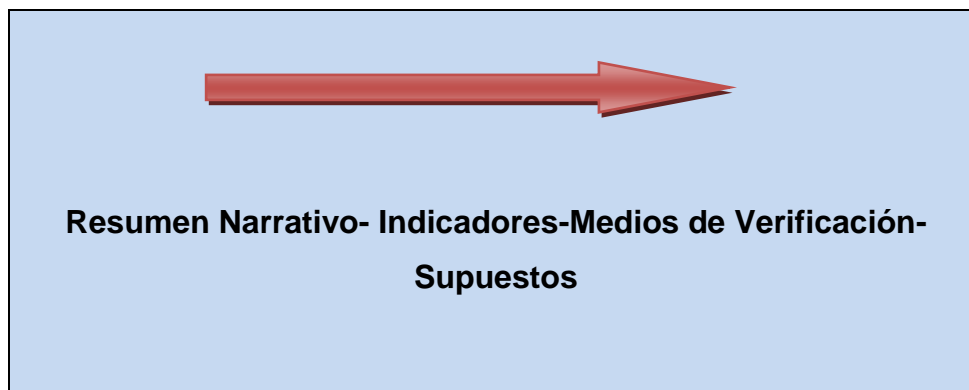 Resumen Narrativo- Indicadores-Medios de Verificación-
Supuestos